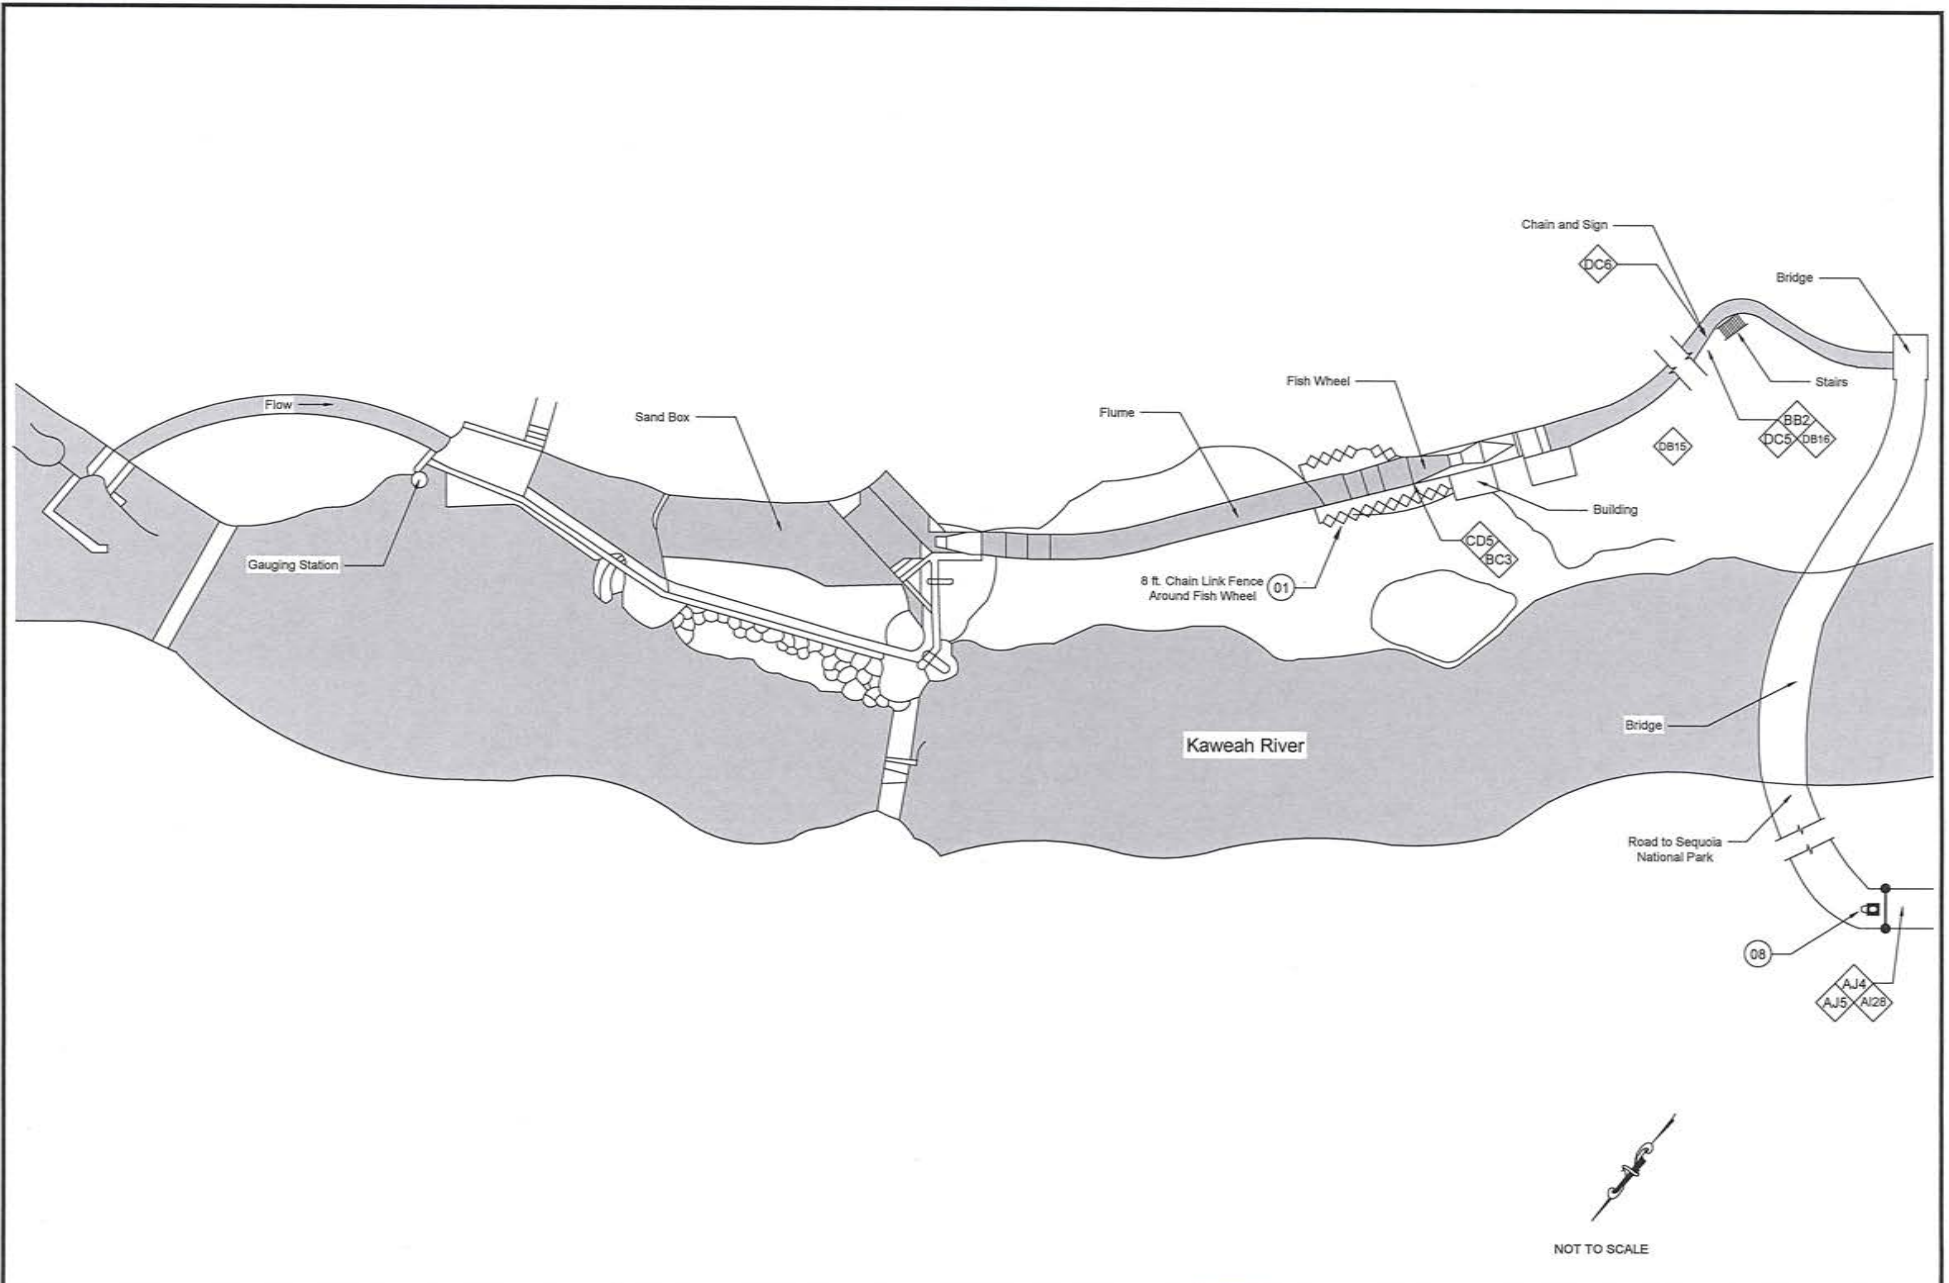 Chain and Sign
DC6
Bridge
Fish Wheel
Stairs
Flow
Sand Box
Flume
BB2
DC5
DB16
DB15
Building
CD5
BC3
Gauging Station
8 ft. Chain Link Fence
Around Fish Wheel
01
Kaweah River
Bridge
Road to Sequoia
National Park
08
AJ4
AJ5
AI28
NOT TO SCALE